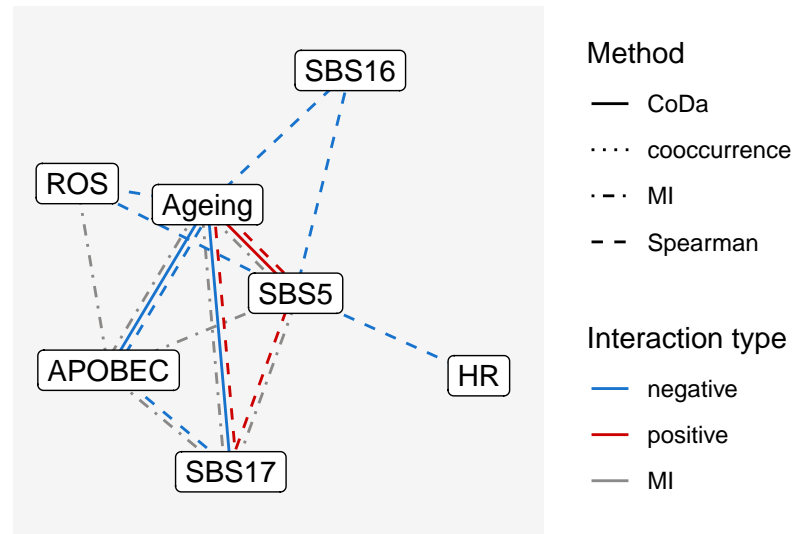 SBS16
ROS
Ageing
SBS5
APOBEC
HR
SBS17
Method
CoDa
cooccurrence
MI
Spearman
Interaction type
negative
positive
MI